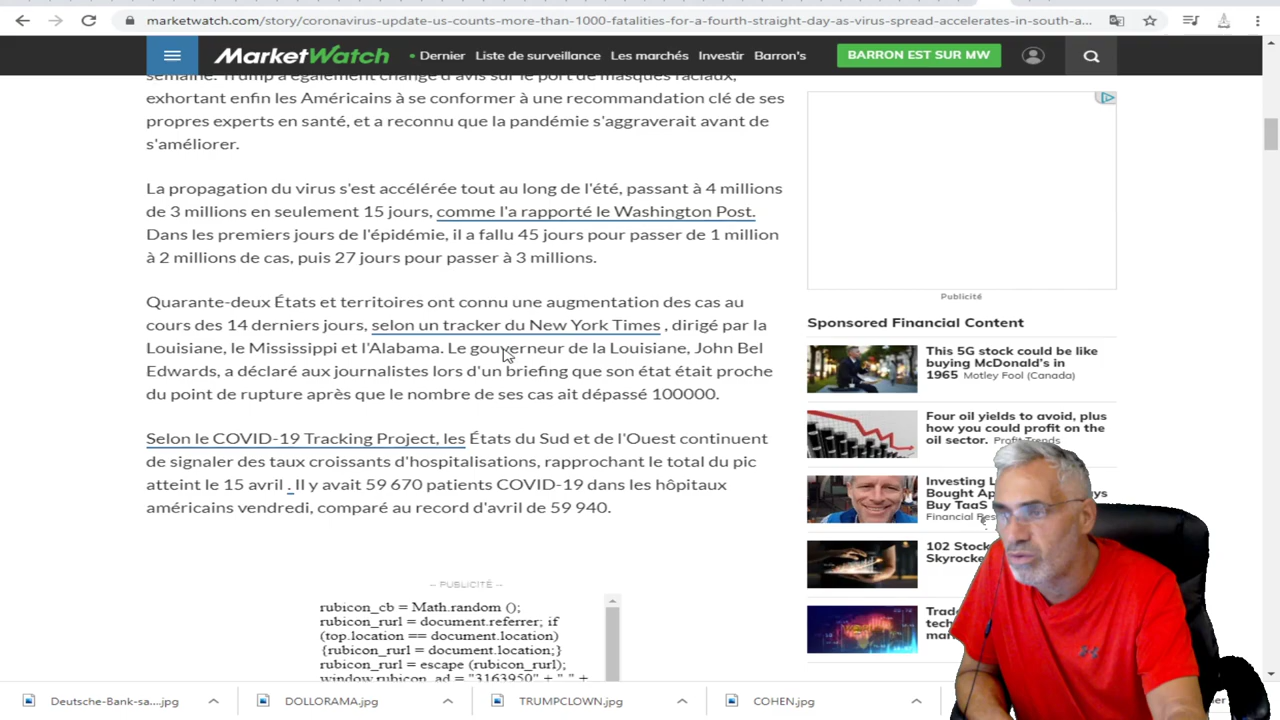 marketwatch.com/story/coronavirus-update-us-counts-more-than-1000-fatalities-for-a-fourth-straight-day-as-virus-spread-accelerates-in-south-a...
MarketWatch
• Dernier Liste de surveillance Les marchés Investir Barron's
BARRON EST SUR MW
semaine. Trump a également changé d'avis sur le port de masques faciaux,
exhortant enfin les Américains à se conformer à une recommandation clé de ses
propres experts en santé, et a reconnu que la pandémie s'aggraverait avant de
s'améliorer.
La propagation du virus s'est accélérée tout au long de l'été, passant à 4 millions
de 3 millions en seulement 15 jours, comme l'a rapporté le Washington Post.
Dans les premiers jours de l'épidémie, il a fallu 45 jours pour passer de 1 million
à 2 millions de cas, puis 27 jours pour passer à 3 millions.
Quarante-deux États et territoires ont connu une augmentation des cas au
cours des 14 derniers jours, selon un tracker du New York Times , dirigé par la
Louisiane, le Mississippi et l'Alabama. Le gouverneur de la Louisiane, John Bel
Edwards, a déclaré aux journalistes lors d'un briefing que son état était proche
du point de rupture après que le nombre de ses cas ait dépassé 100000.
Selon le COVID-19 Tracking Project, les États du Sud et de l'Ouest continuent
de signaler des taux croissants d'hospitalisations, rapprochant le total du pic
atteint le 15 avril . Il y avait 59 670 patients COVID-19 dans les hôpitaux
américains vendredi, comparé au record d'avril de 59 940.
-- PUBLICITÉ --
rubicon_cb = Math.random ();
rubicon_rurl = document.referrer; if
(top.location == document.location)
{rubicon_rurl = document.location;}
rubicon_rurl = escape (rubicon_rurl);
window.rubicon_ad = "3163950" + " " +
Publicité
Sponsored Financial Content
This 5G stock could be like
buying McDonald's in
1965 Motley Fool (Canada)
Four oil yields to avoid, plus
how you could profit on the
oil sector. Profit Trends
Investing
Bought
Buy TaaS
Financial
102
Skyrocke
Deutsche-Bank-sa....jpg
DOLLORAMA.jpg
TRUMPCLOWN.jpg
COHEN.jpg